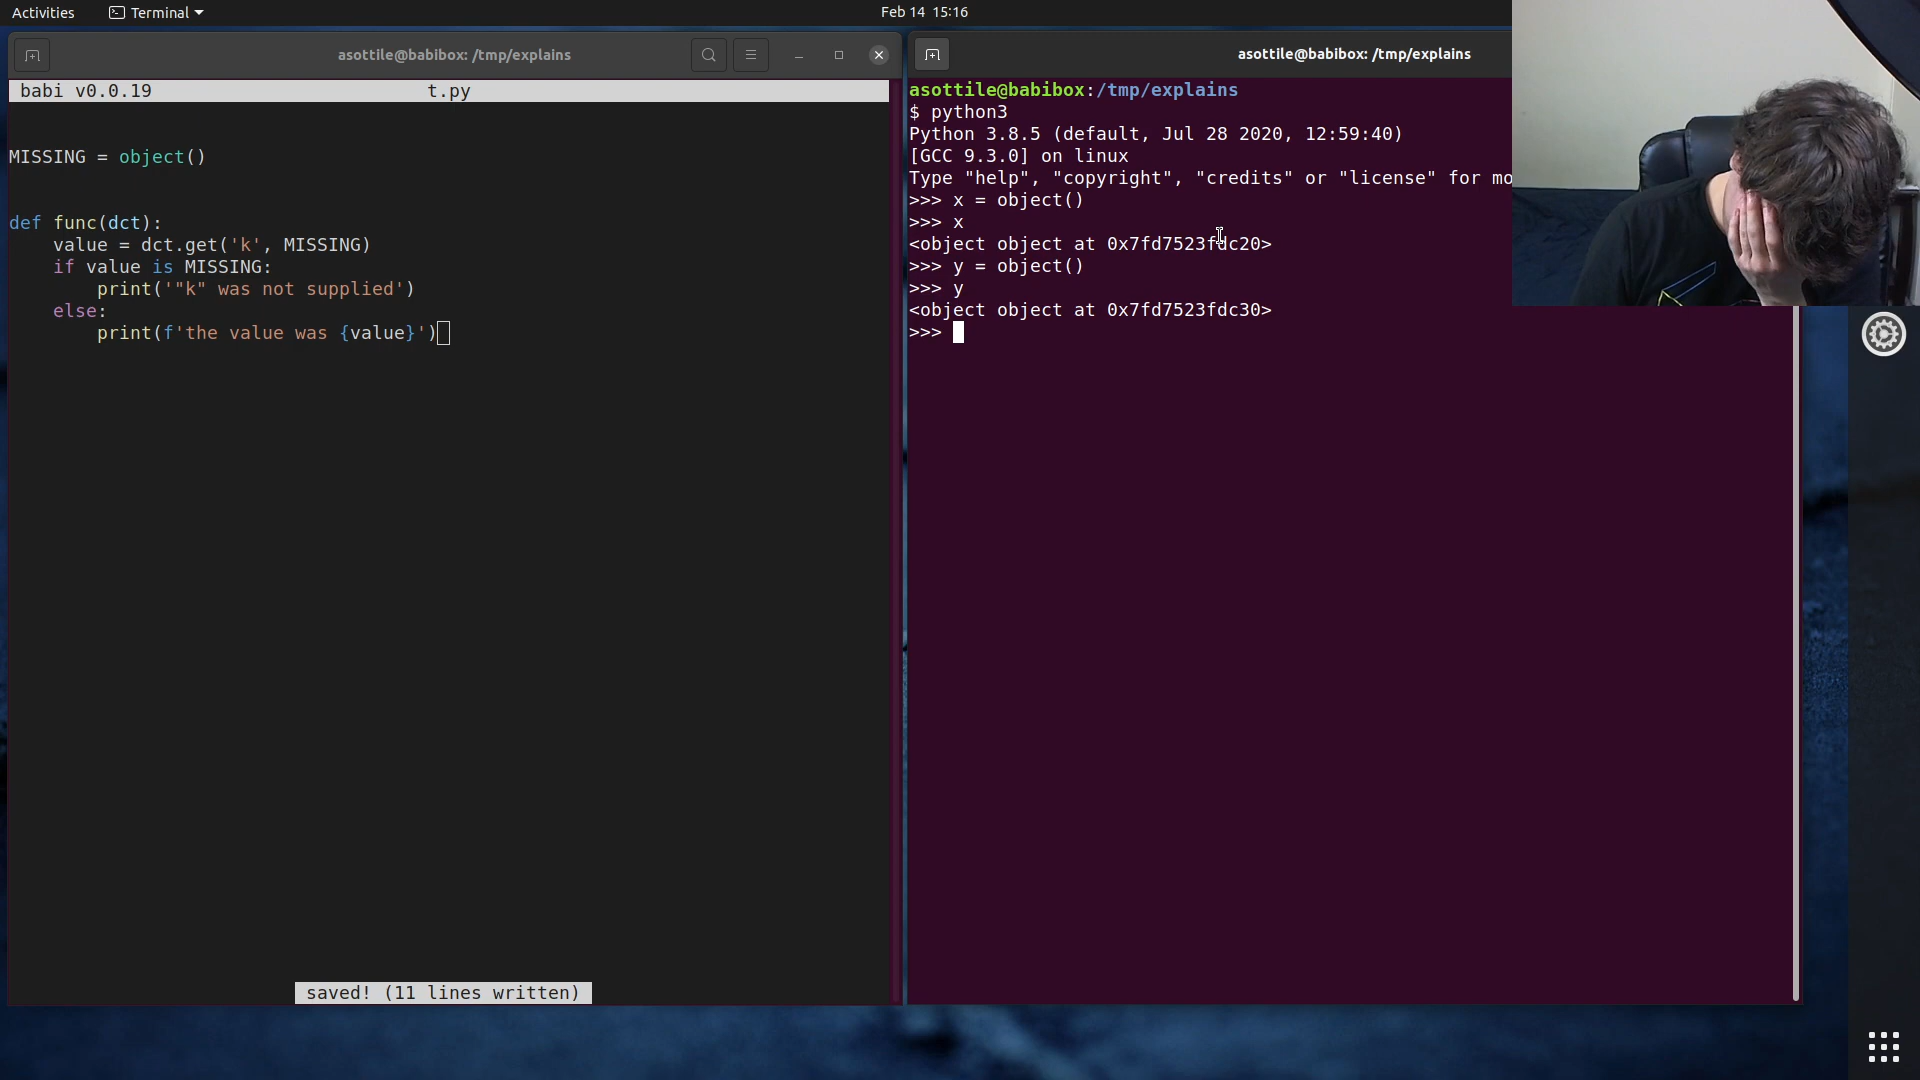 Activities
Terminal
Feb 14 15:16
asottile@babibox: /tmp/explains
babi v0.0.19 t.py
MISSING = object()
def func(dct):
    value = dct.get('k', MISSING)
    if value is MISSING:
        print('"k" was not supplied')
    else:
        print(f'the value was {value}')
saved! (11 lines written)
asottile@babibox: /tmp/explains
asottile@babibox:/tmp/explains
$ python3
Python 3.8.5 (default, Jul 28 2020, 12:59:40)
[GCC 9.3.0] on linux
Type "help", "copyright", "credits" or "license" for mo
>>> x = object()
>>> x
<object object at 0x7fd7523fdc20>
>>> y = object()
>>> y
<object object at 0x7fd7523fdc30>
>>>